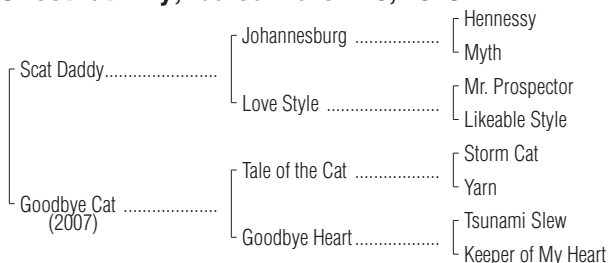 Hennessy
Johannesburg ..................
Myth
Scat Daddy........................
Mr. Prospector
Love Style ........................
Likeable Style
Storm Cat
Tale of the Cat ..................
Yarn
Goodbye Cat ....................
(2007)
Tsunami Slew
Goodbye Heart..................
Keeper of My Heart